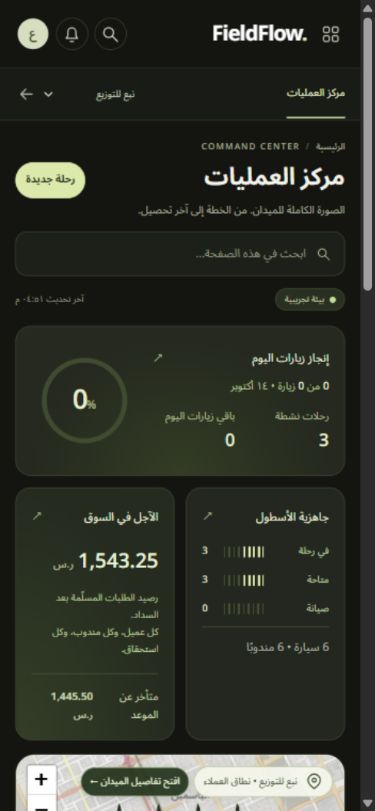 FieldFlow.
ع
مركز العمليات
نبع للتوزيع
الرئيسية / COMMAND CENTER
مركز العمليات
رحلة جديدة
الصورة الكاملة للميدان. من الخطة إلى آخر تحصيل.
ابحث في هذه الصفحة...
بيئة تجريبية
آخر تحديث ٠٤:٥١ م
إنجاز زيارات اليوم
0 من 0 زيارة • ١٤ أكتوبر
رحلات نشطة
3
باقي زيارات اليوم
0
0%
جاهزية الأسطول
في رحلة 3
متاحة 3
صيانة 0
6 سيارة • 6 مندوبًا
الآجل في السوق
1,543.25 ر.س
رصيد الطلبات المسلّمة بعد
السداد.
كل عميل، وكل مندوب، وكل
استحقاق.
متأخر عن
الموعد
1,445.50
ر.س
نبع للتوزيع • نطاق العملاء
افتح تفاصيل الميدان ←
+
−